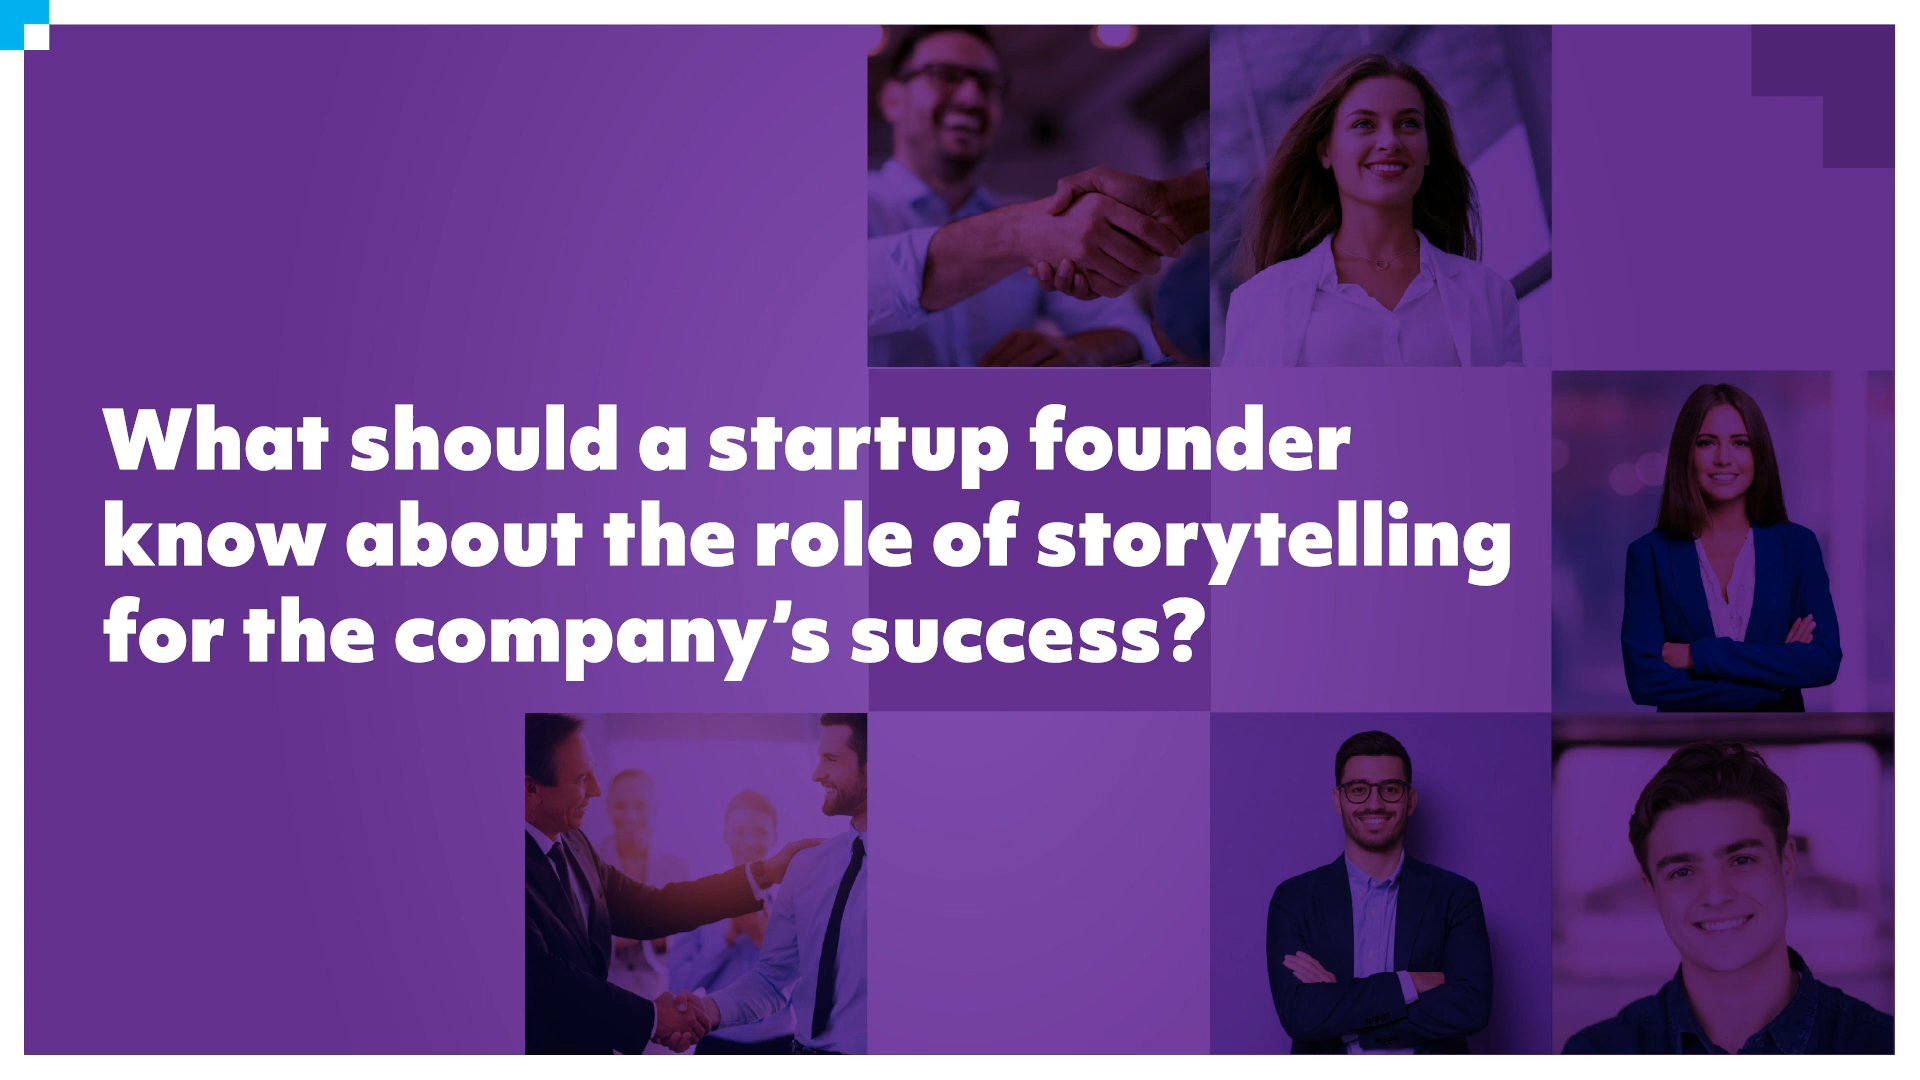 What should a startup founder
know about the role of storytelling
for the company’s success?